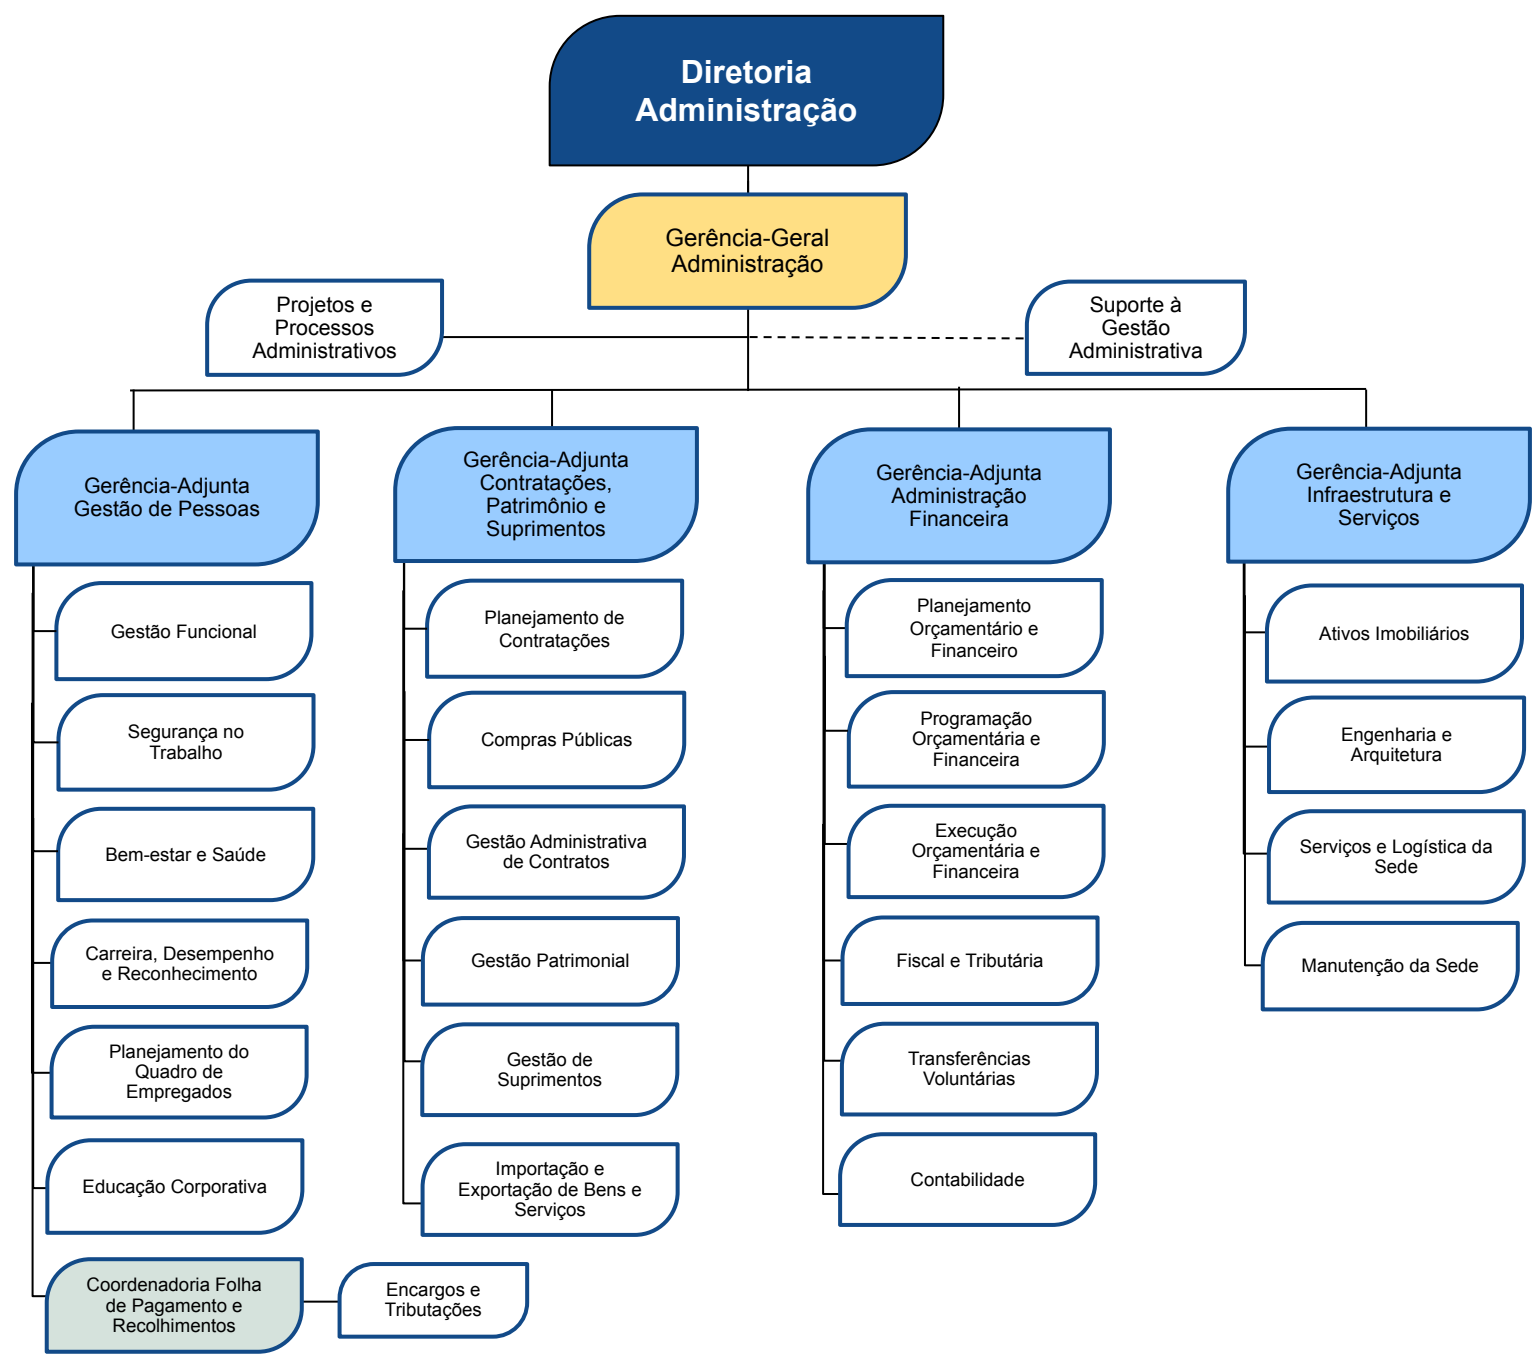 Diretoria
Administração
Gerência-Geral
Administração
Projetos e
Processos
Administrativos
Suporte à
Gestão
Administrativa
Gerência-Adjunta
Gestão de Pessoas
Gestão Funcional
Segurança no
Trabalho
Bem-estar e Saúde
Carreira, Desempenho
e Reconhecimento
Planejamento do
Quadro de
Empregados
Educação Corporativa
Coordenadoria Folha
de Pagamento e
Recolhimentos
Encargos e
Tributações
Gerência-Adjunta
Contratações,
Patrimônio e
Suprimentos
Planejamento de
Contratações
Compras Públicas
Gestão Administrativa
de Contratos
Gestão Patrimonial
Gestão de
Suprimentos
Importação e
Exportação de Bens e
Serviços
Gerência-Adjunta
Administração
Financeira
Planejamento
Orçamentário e
Financeiro
Programação
Orçamentária e
Financeira
Execução
Orçamentária e
Financeira
Fiscal e Tributária
Transferências
Voluntárias
Contabilidade
Gerência-Adjunta
Infraestrutura e
Serviços
Ativos Imobiliários
Engenharia e
Arquitetura
Serviços e Logística da
Sede
Manutenção da Sede